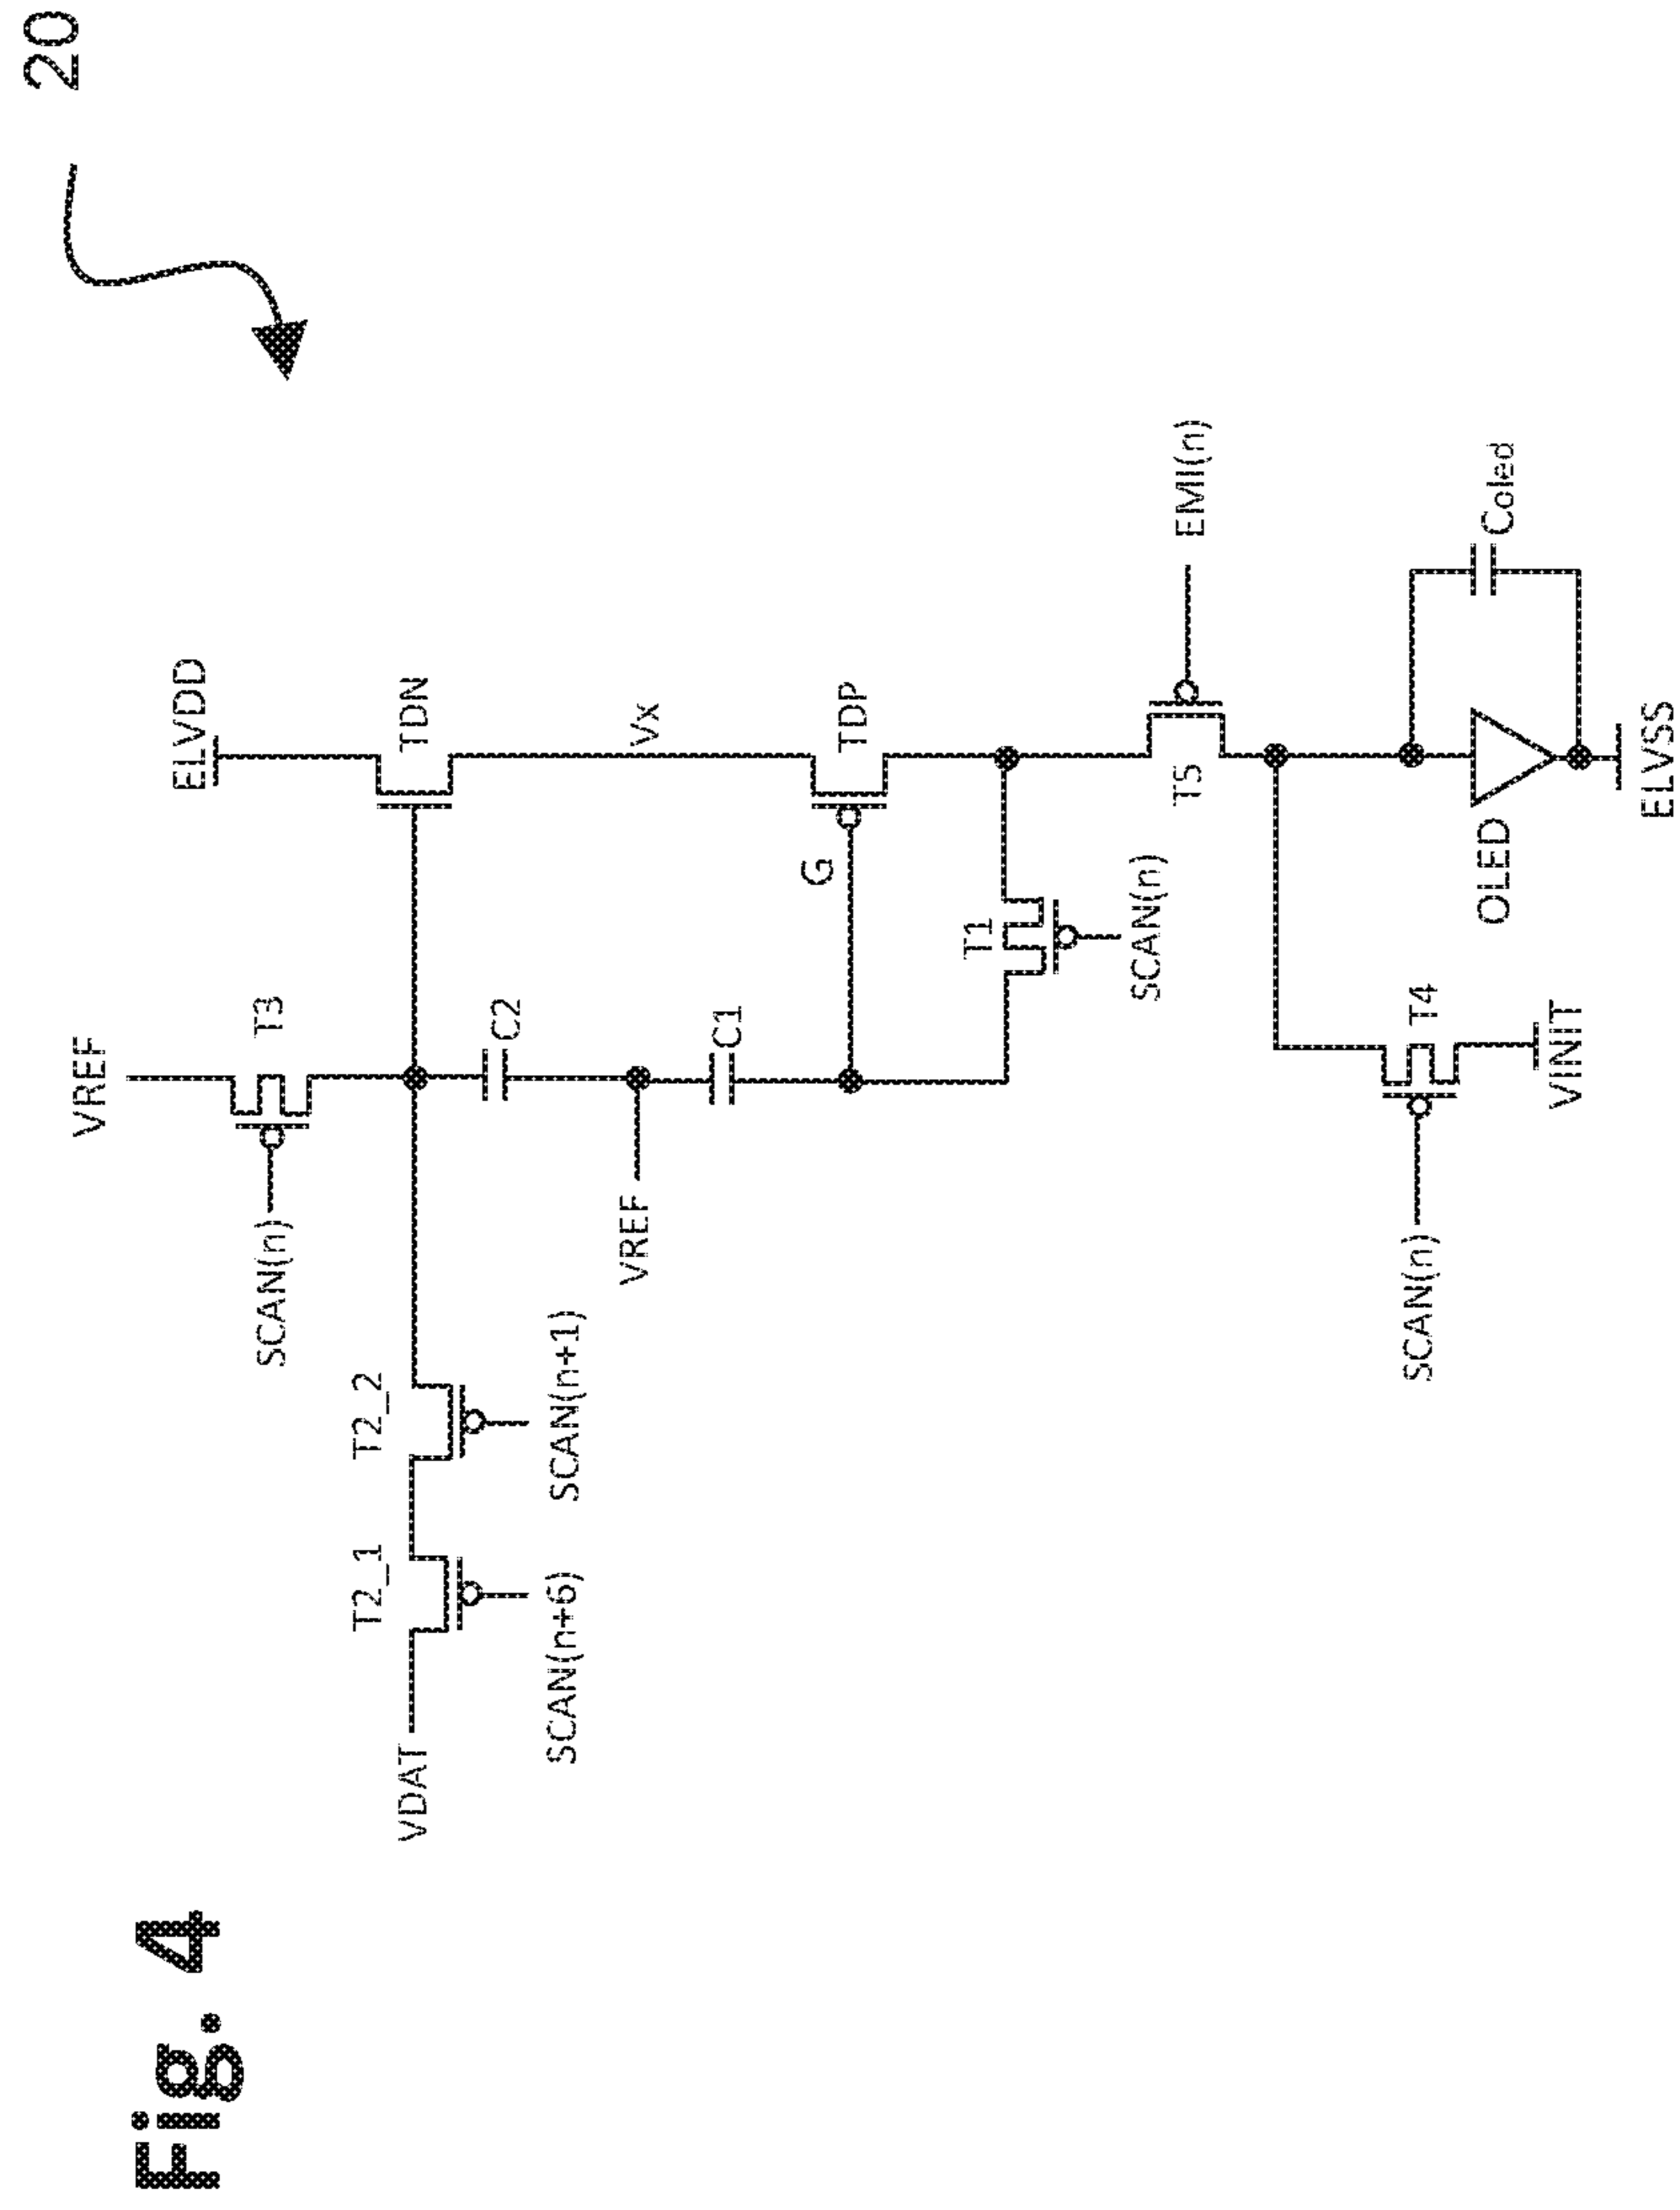 Fig. 4
20
VREF
T3
SCAN(n)
ELVDD
TDN
T2_1
T2_2
VDAT
C2
SCAN(n+6)
SCAN(n+1)
VREF
Vx
C1
G
TDP
T1
SCAN(n)
T5
EMI(n)
SCAN(n)
T4
OLED
Coled
VINIT
ELVSS